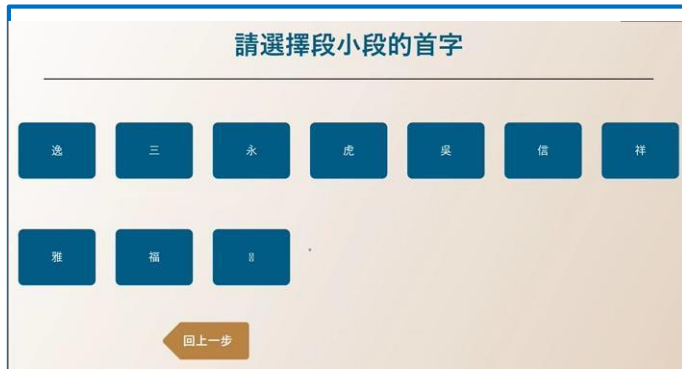 請選擇段小段的首字
逸 三 永 虎 吳 信 祥
雅 福
回上一步